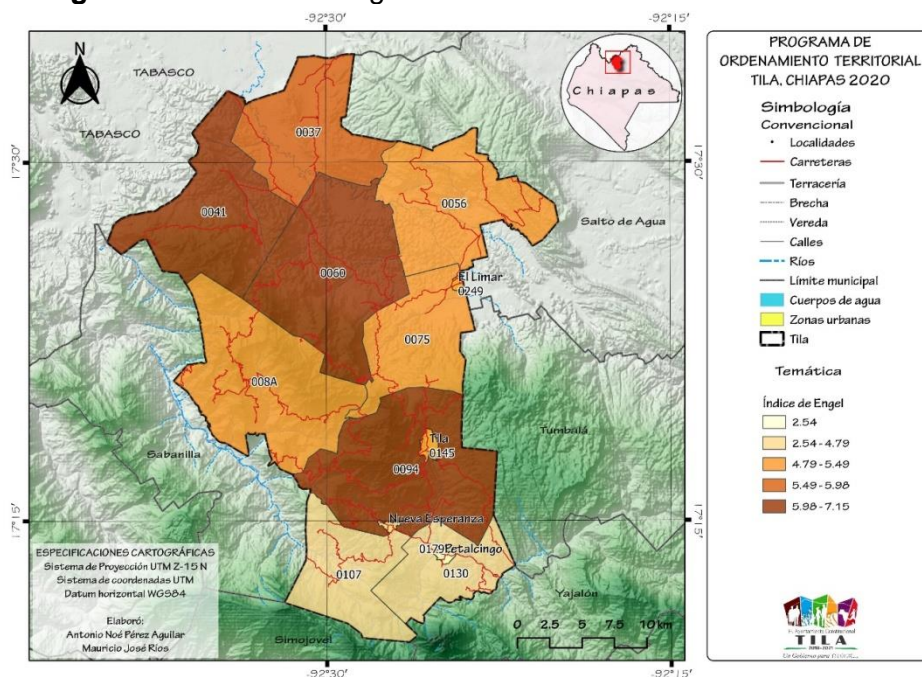 -92°30'
-92°15'
N
TABASCO
TABASCO
Chiapas
17°30'
17°30'
0037
0041
0056
Salto de Agua
0060
El Limar
0249
0075
008A
Tumbalá
Tila
0145
Sabanilla
0094
17°15'
17°15'
Nueva Esperanza
0179
Petalcingo
0107
0130
Yajalón
Simojovel
ESPECIFICACIONES CARTOGRÁFICAS
Sistema de Proyección UTM Z-15 N
Sistema de coordenadas UTM
Datum horizontal WGS84
Elaboró:
Antonio Noé Pérez Aguilar
Mauricio José Ríos
0 2.5 5 7.5 10 km
-92°30'
-92°15'
PROGRAMA DE
ORDENAMIENTO TERRITORIAL
TILA, CHIAPAS 2020
Simbología
Convencional
Localidades
Carreteras
Terracería
Brecha
Vereda
Calles
Ríos
Límite municipal
Cuerpos de agua
Zonas urbanas
Tila
Temática
Índice de Engel
2.54
2.54 - 4.79
4.79 - 5.49
5.49 - 5.98
5.98 - 7.15
H. Ayuntamiento Constitucional
TILA